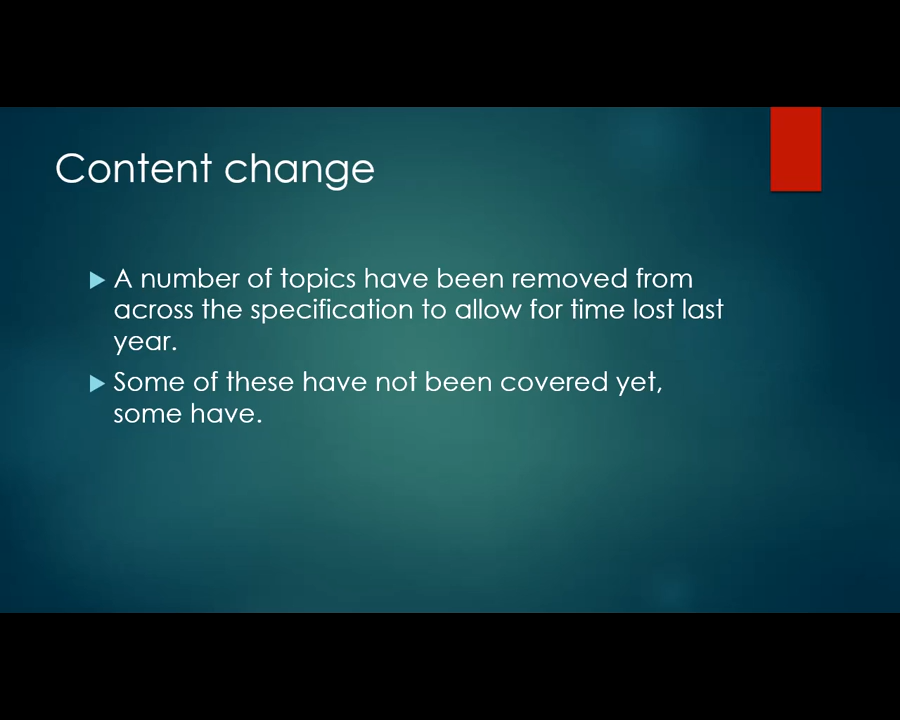 Content change
A number of topics have been removed from
across the specification to allow for time lost last
year.
Some of these have not been covered yet,
some have.